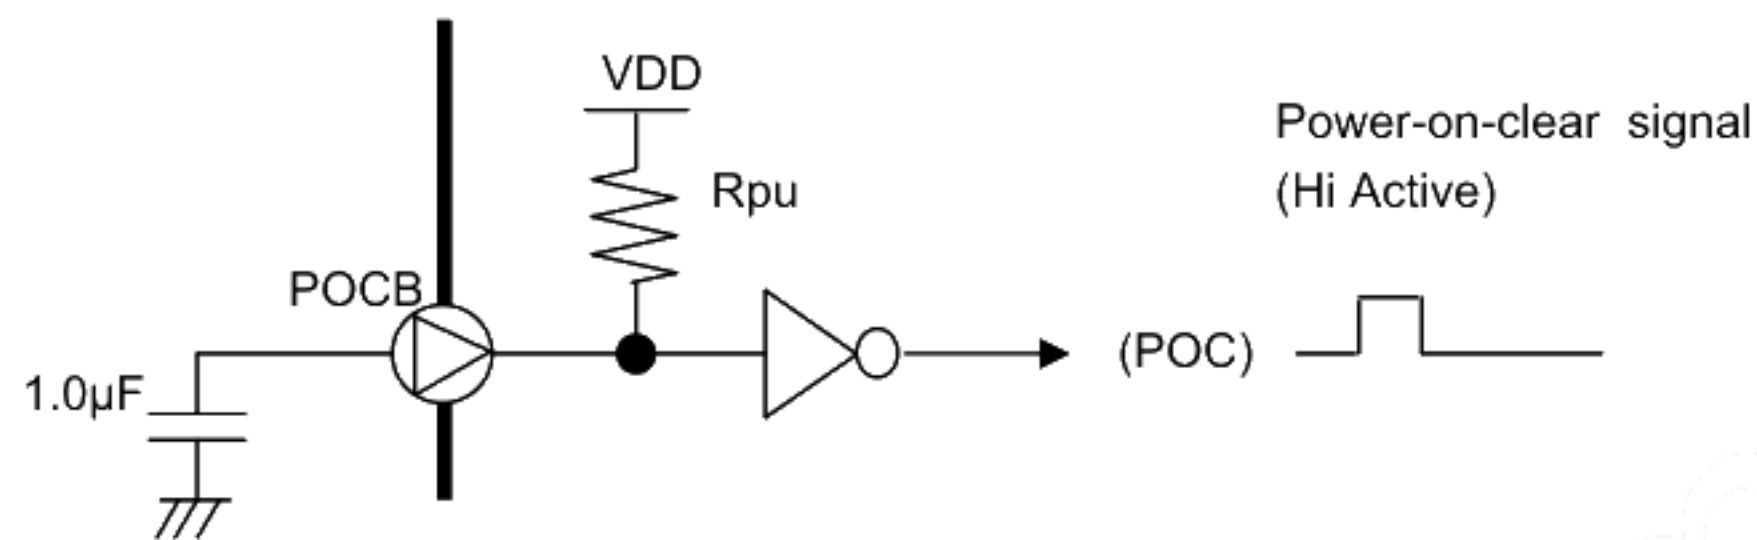 VDD
Power-on-clear signal
Rpu
(Hi Active)
POCB
(POC)
1.0µF